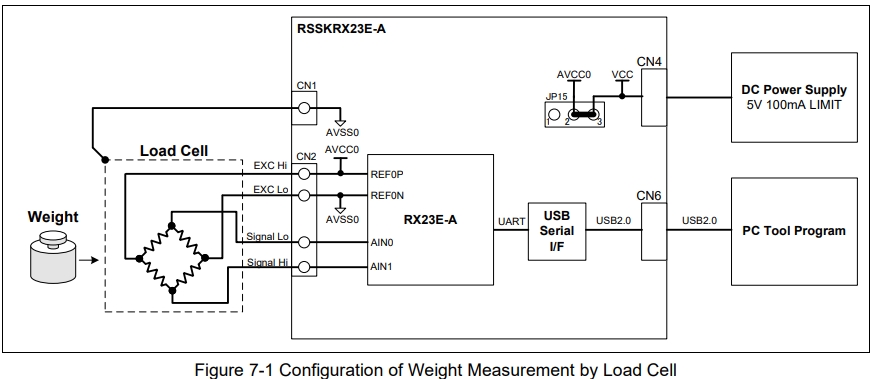 RSSKRX23E-A
CN4
AVCC0
VCC
JP15
1
2
3
DC Power Supply
5V 100mA LIMIT
CN1
AVSS0
Load Cell
CN2
AVCC0
EXC Hi
REF0P
EXC Lo
REF0N
AVSS0
RX23E-A
Weight
Signal Lo
AIN0
Signal Hi
AIN1
UART
USB
Serial
I/F
USB2.0
CN6
USB2.0
PC Tool Program
Figure 7-1 Configuration of Weight Measurement by Load Cell